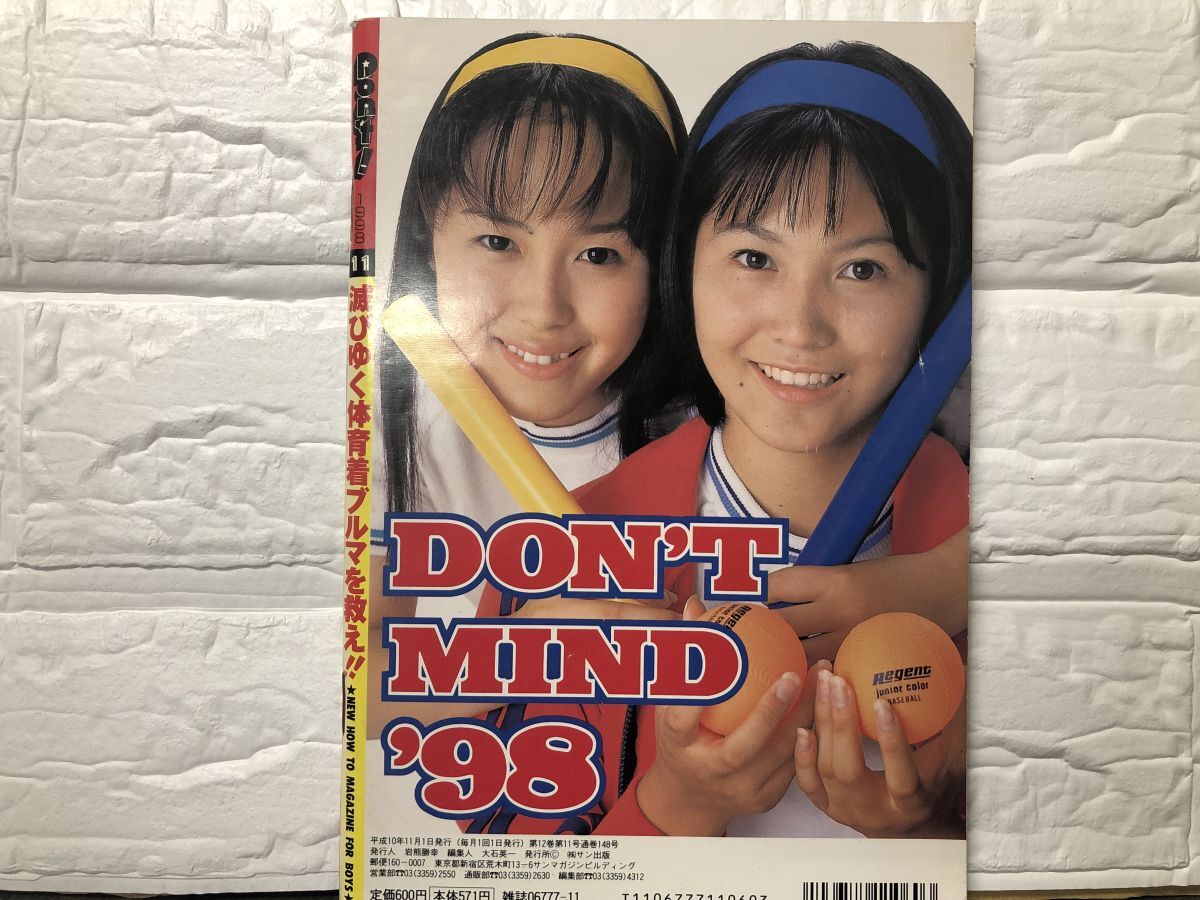 DON'T!
1998
11
滅びゆく体育着ブルマを救え!!
★NEW HOW TO MAGAZINE FOR BOYS★
DON'T
MIND
'98
Regent
junior color
BASEBALL
平成10年11月1日発行(毎月1回1日発行) 第12巻第11号通巻148号
発行人 岩熊勝幸 編集人 大石英一 発行所© ㈱サン出版
郵便160-0007 東京都新宿区荒木町13-6サンマガジンビルディング
営業部☎03(3359)2550 通販部☎03(3359)2630 編集部☎03(3359)4312
定価600円 本体571円 雑誌06777-11